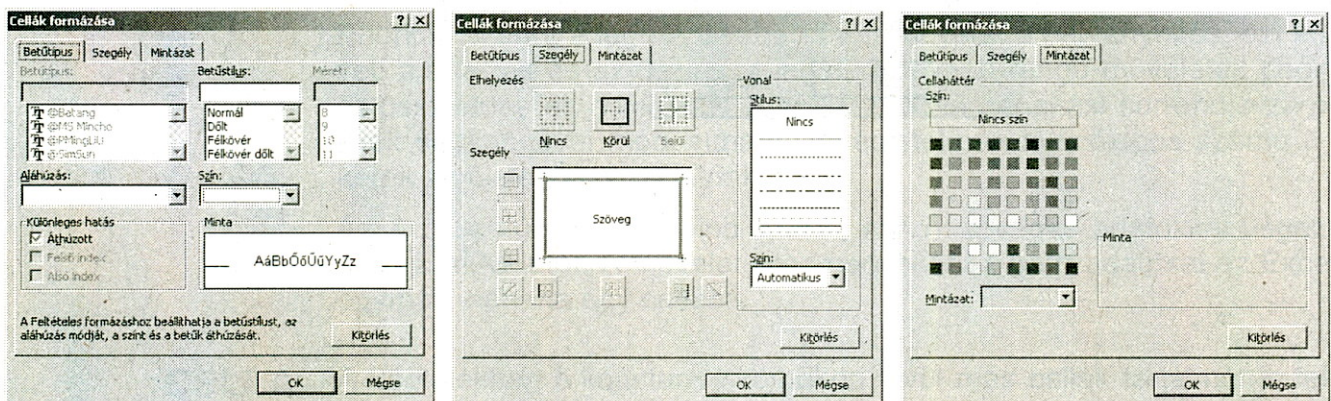 Cellák formázása
Betűtípus Szegély Mintázat
Betűtípus: Betűstílus: Méret:
@Batang Normál 8
@MS Mincho Dőlt 9
@PMingLiU Félkövér 10
@SimSun Félkövér dőlt 11
Aláhúzás: Szín:
Különleges hatás Minta
Áthúzott
Felső index
Alsó index
AáBbŐőŰűYyZz
A Feltételes formázáshoz beállíthatja a betűstílust, az
aláhúzás módját, a színt és a betűk áthúzását.
Kitörlés
OK Mégse
Cellák formázása
Betűtípus Szegély Mintázat
Elhelyezés Vonal
Stílus:
Nincs
Nincs Körül Belül
Szegély
Szöveg
Szín:
Automatikus
Kitörlés
OK Mégse
Cellák formázása
Betűtípus Szegély Mintázat
Cellaháttér
Szín:
Nincs szín
Minta
Mintázat:
Kitörlés
OK Mégse